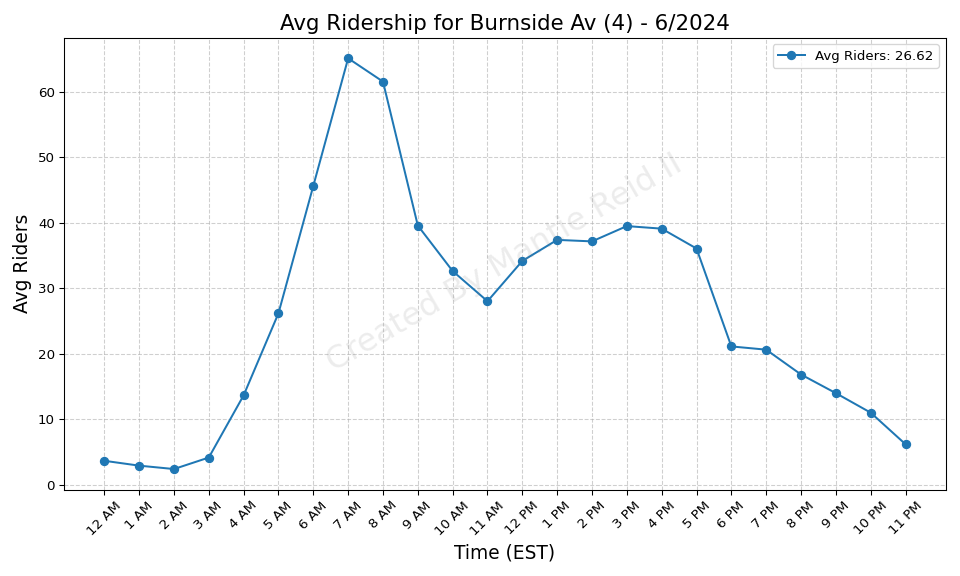 Avg Ridership for Burnside Av (4) - 6/2024
Avg Riders: 26.62
60
50
40
30
20
10
0
Avg Riders
Created By Mantie Reid II
12 AM
1 AM
2 AM
3 AM
4 AM
5 AM
6 AM
7 AM
8 AM
9 AM
10 AM
11 AM
12 PM
1 PM
2 PM
3 PM
4 PM
5 PM
6 PM
7 PM
8 PM
9 PM
10 PM
11 PM
Time (EST)